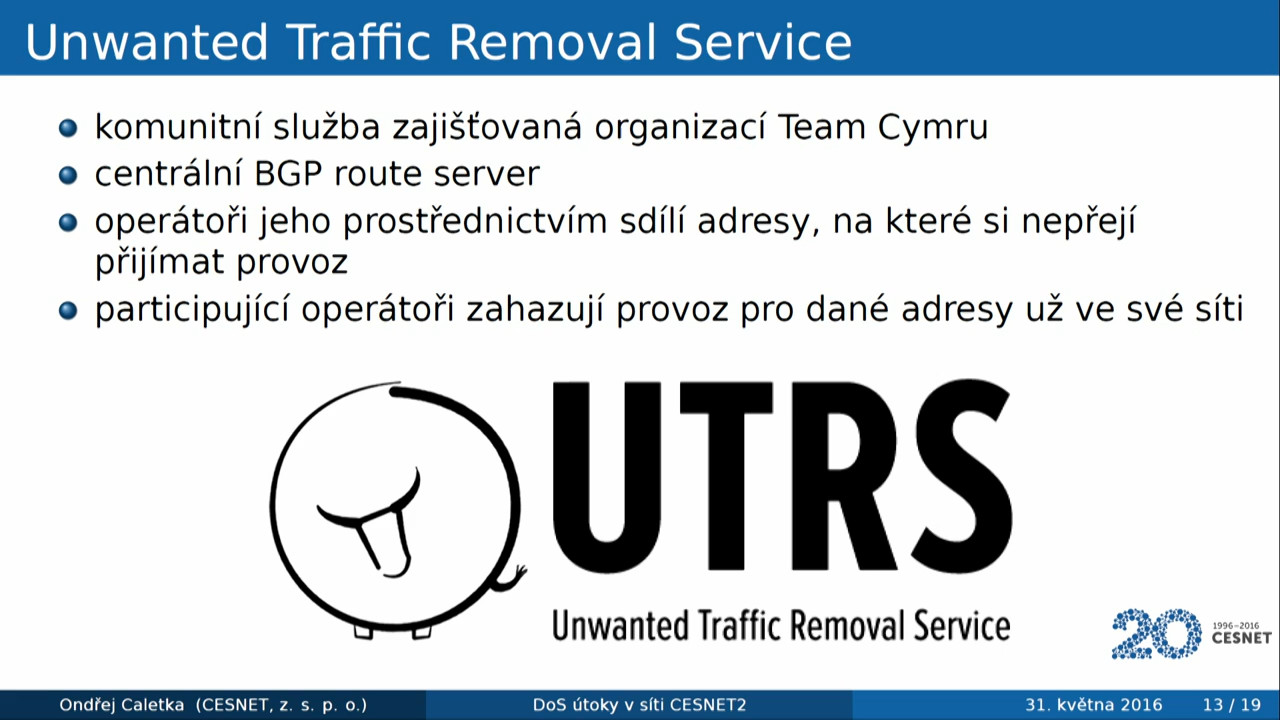 Unwanted Traffic Removal Service
komunitní služba zajišťovaná organizací Team Cymru
centrální BGP route server
operátoři jeho prostřednictvím sdílí adresy, na které si nepřejí
přijímat provoz
participující operátoři zahazují provoz pro dané adresy už ve své síti
UTRS
Unwanted Traffic Removal Service
20 1996–2016
CESNET
Ondřej Caletka (CESNET, z. s. p. o.) DoS útoky v síti CESNET2 31. května 2016 13 / 19